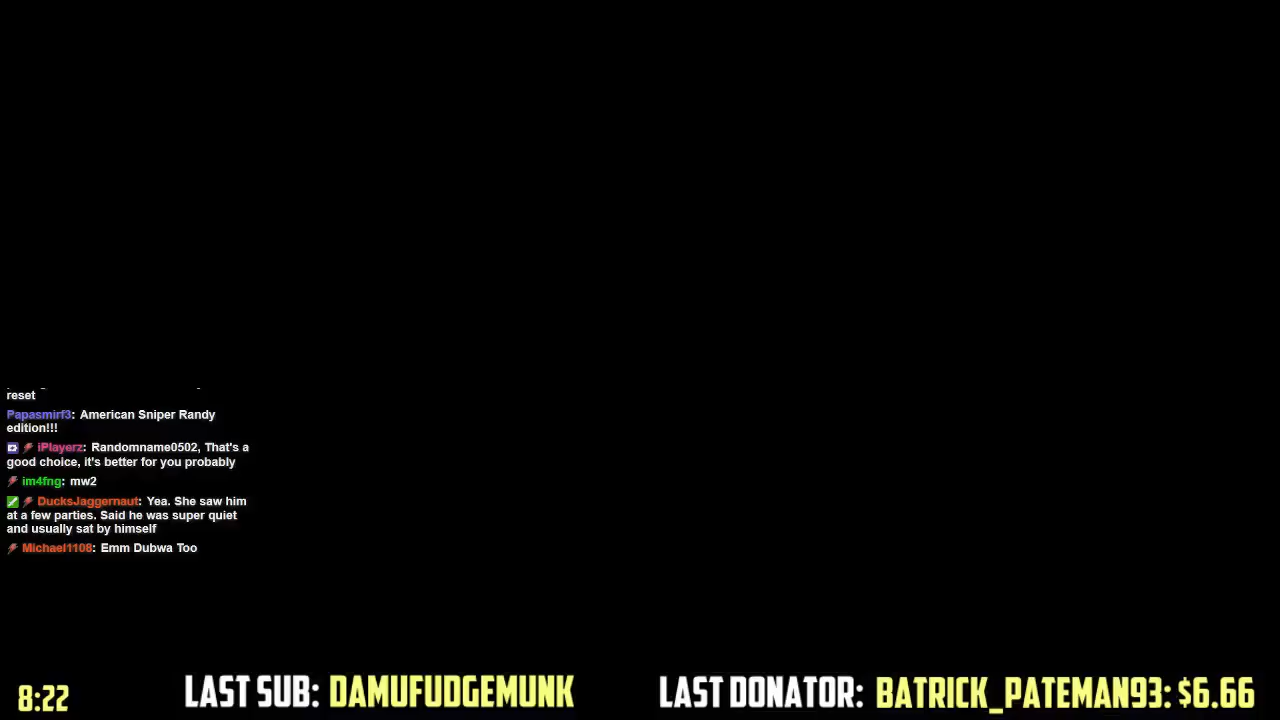 reset
Papasmirf3: American Sniper Randy
edition!!!
iPlayerz: Randomname0502, That's a
good choice, it's better for you probably
im4fng: mw2
DucksJaggernaut: Yea. She saw him
at a few parties. Said he was super quiet
and usually sat by himself
Michael1108: Emm Dubwa Too
8:22
LAST SUB: DAMUFUDGEMUNK
LAST DONATOR: BATRICK_PATEMAN93: $6.66